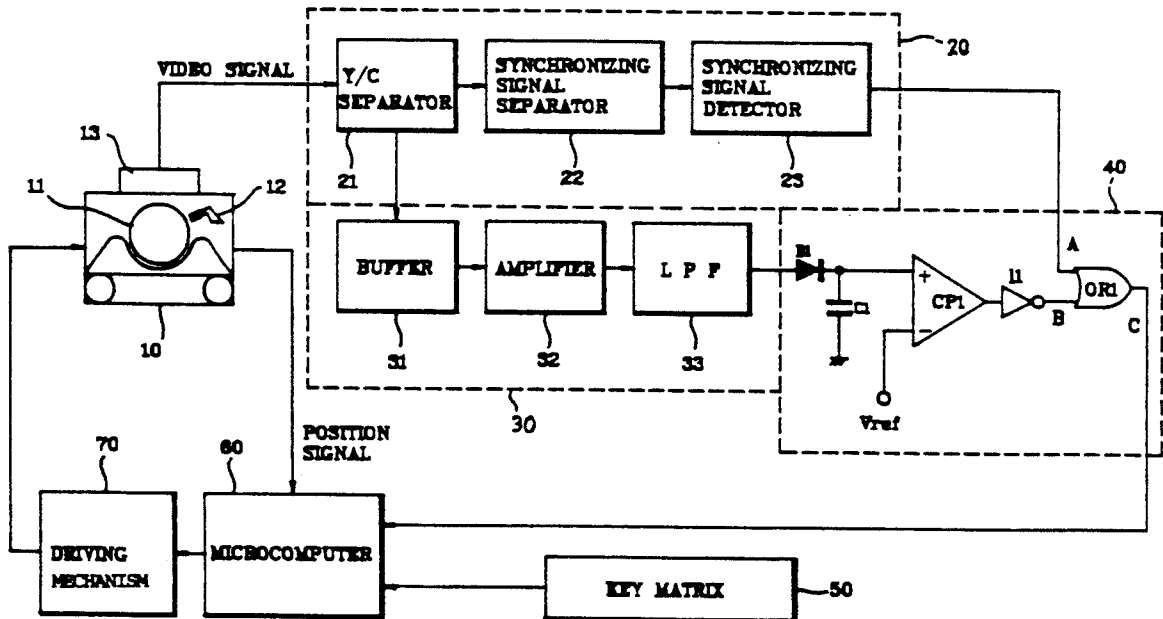 20
VIDEO SIGNAL
Y/C
SEPARATOR
SYNCHRONIZING
SIGNAL
SEPARATOR
SYNCHRONIZING
SIGNAL
DETECTOR
13
21
22
23
11
12
40
10
BUFFER
AMPLIFIER
L P F
D1
C1
+
−
CP1
I1
A
B
OR1
C
31
32
33
Vref
30
POSITION
SIGNAL
70
60
DRIVING
MECHANISM
MICROCOMPUTER
KEY MATRIX
50